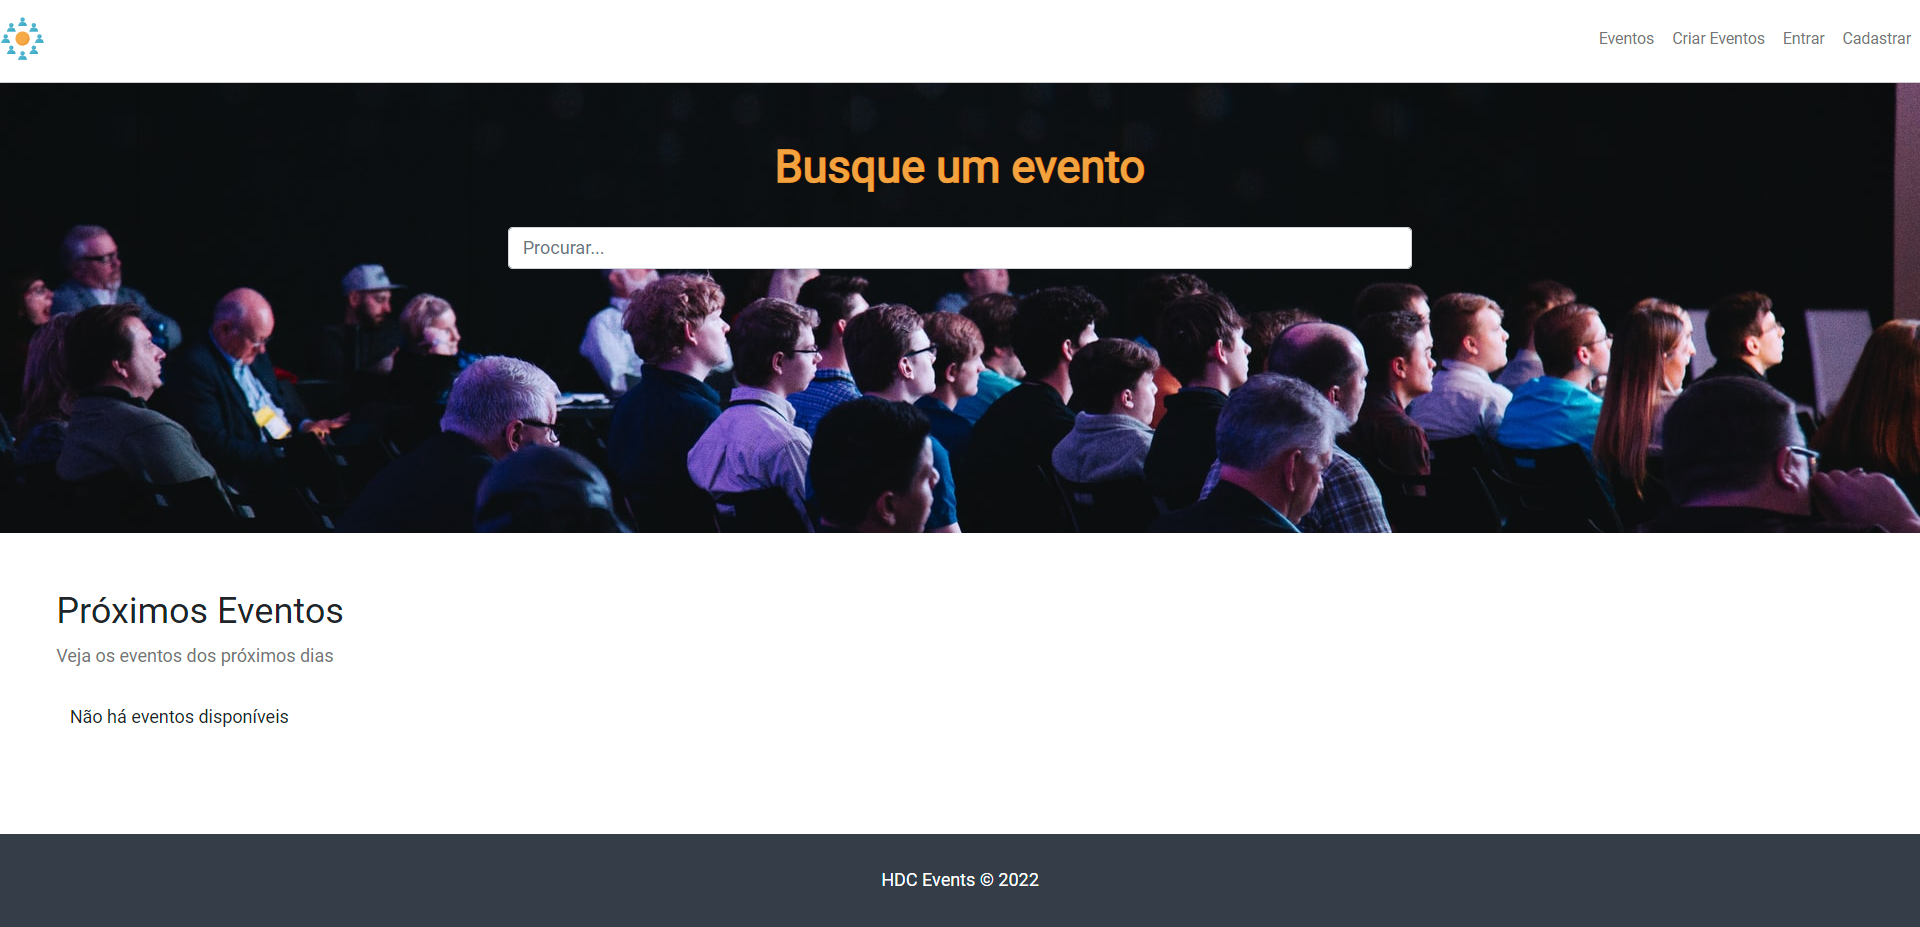 Eventos Criar Eventos Entrar Cadastrar
Busque um evento
Procurar...
Próximos Eventos
Veja os eventos dos próximos dias
Não há eventos disponíveis
HDC Events © 2022